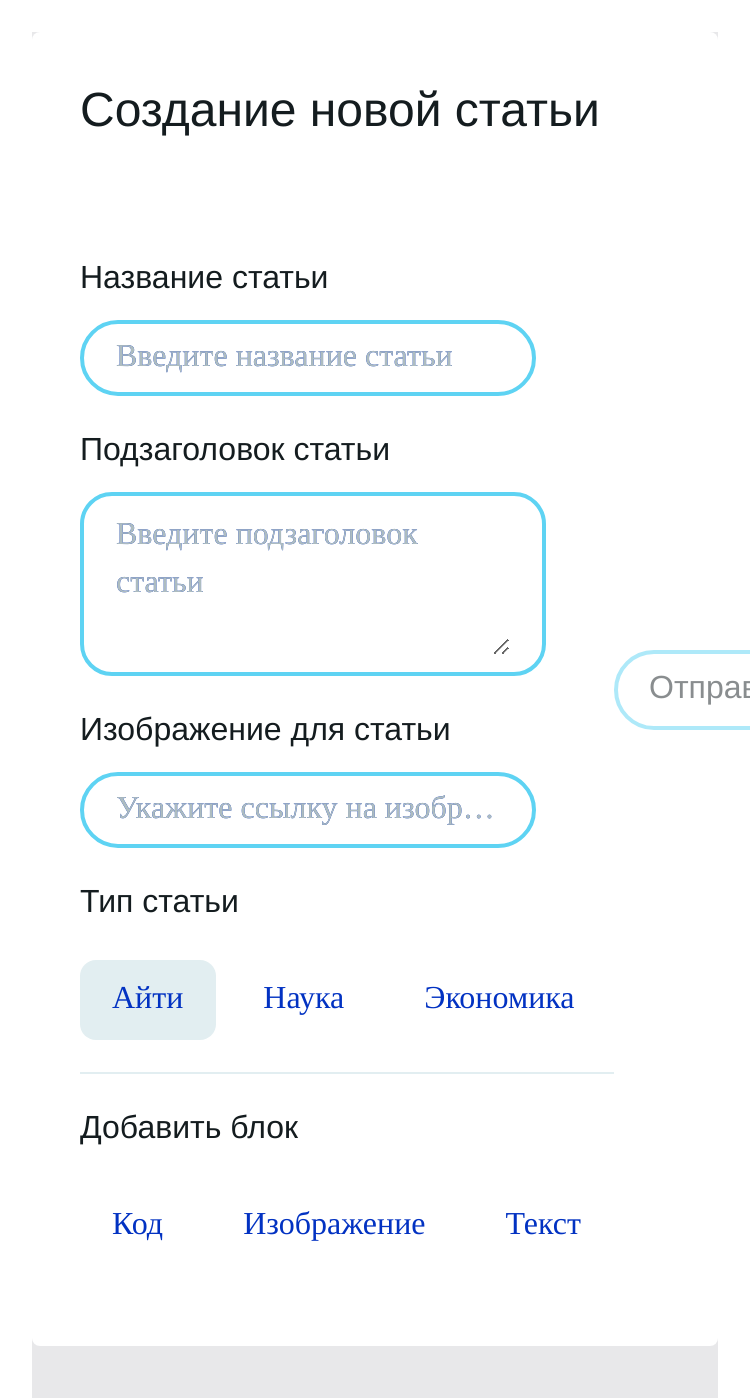 Создание новой статьи
Название статьи
Введите название статьи
Подзаголовок статьи
Введите подзаголовок
статьи
Отправ
Изображение для статьи
Укажите ссылку на изобр…
Тип статьи
Айти Наука Экономика
Добавить блок
Код Изображение Текст